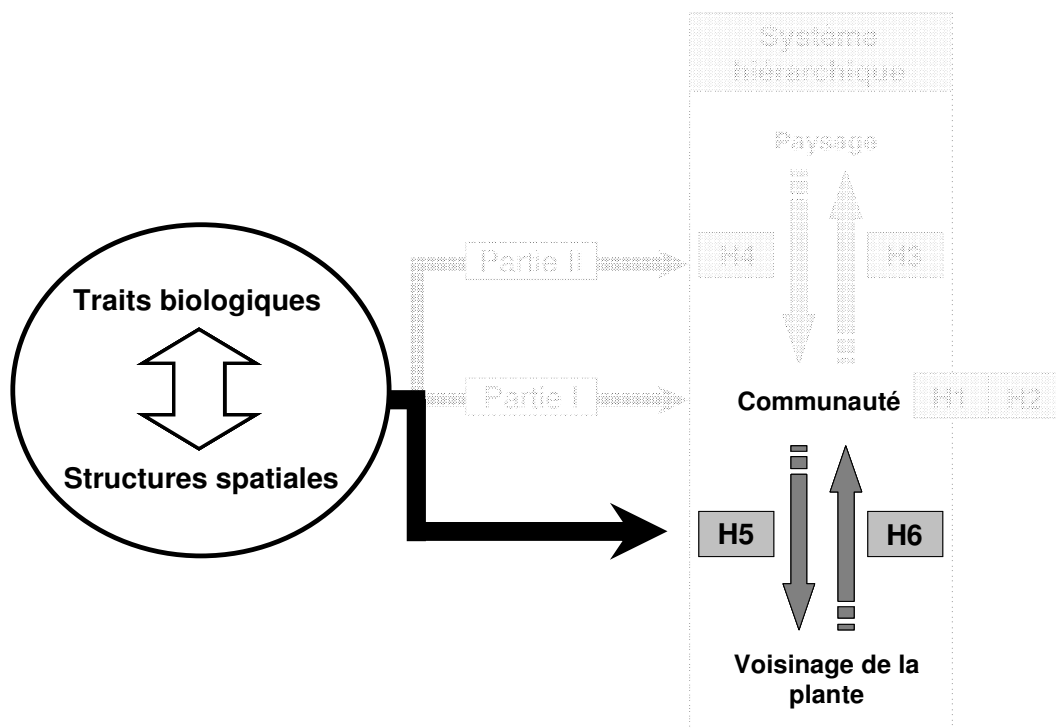 Système
hiérarchique
Paysage
Partie II
H4
H3
Traits biologiques
Partie I
Communauté
H1
H2
Structures spatiales
H5
H6
Voisinage de la
plante